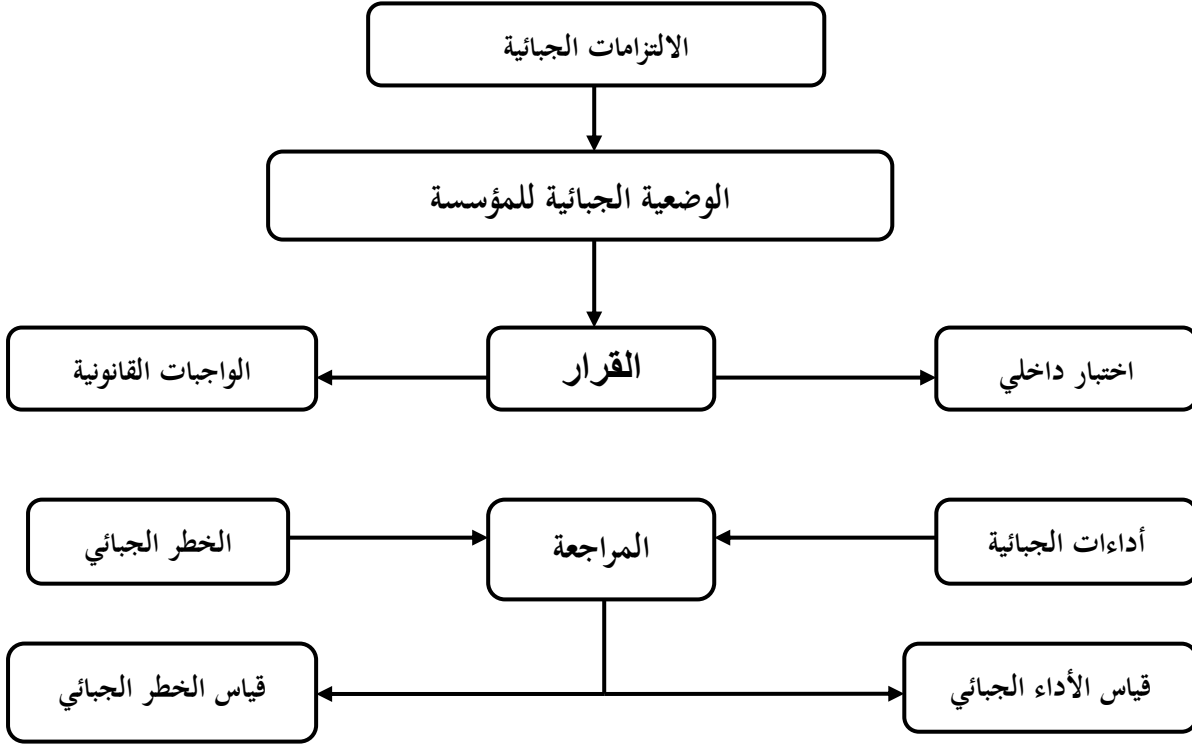 الالتزامات الجبائية
الوضعية الجبائية للمؤسسة
اختبار داخلي
القرار
الواجبات القانونية
أداءات الجبائية
المراجعة
الخطر الجبائي
قياس الأداء الجبائي
قياس الخطر الجبائي